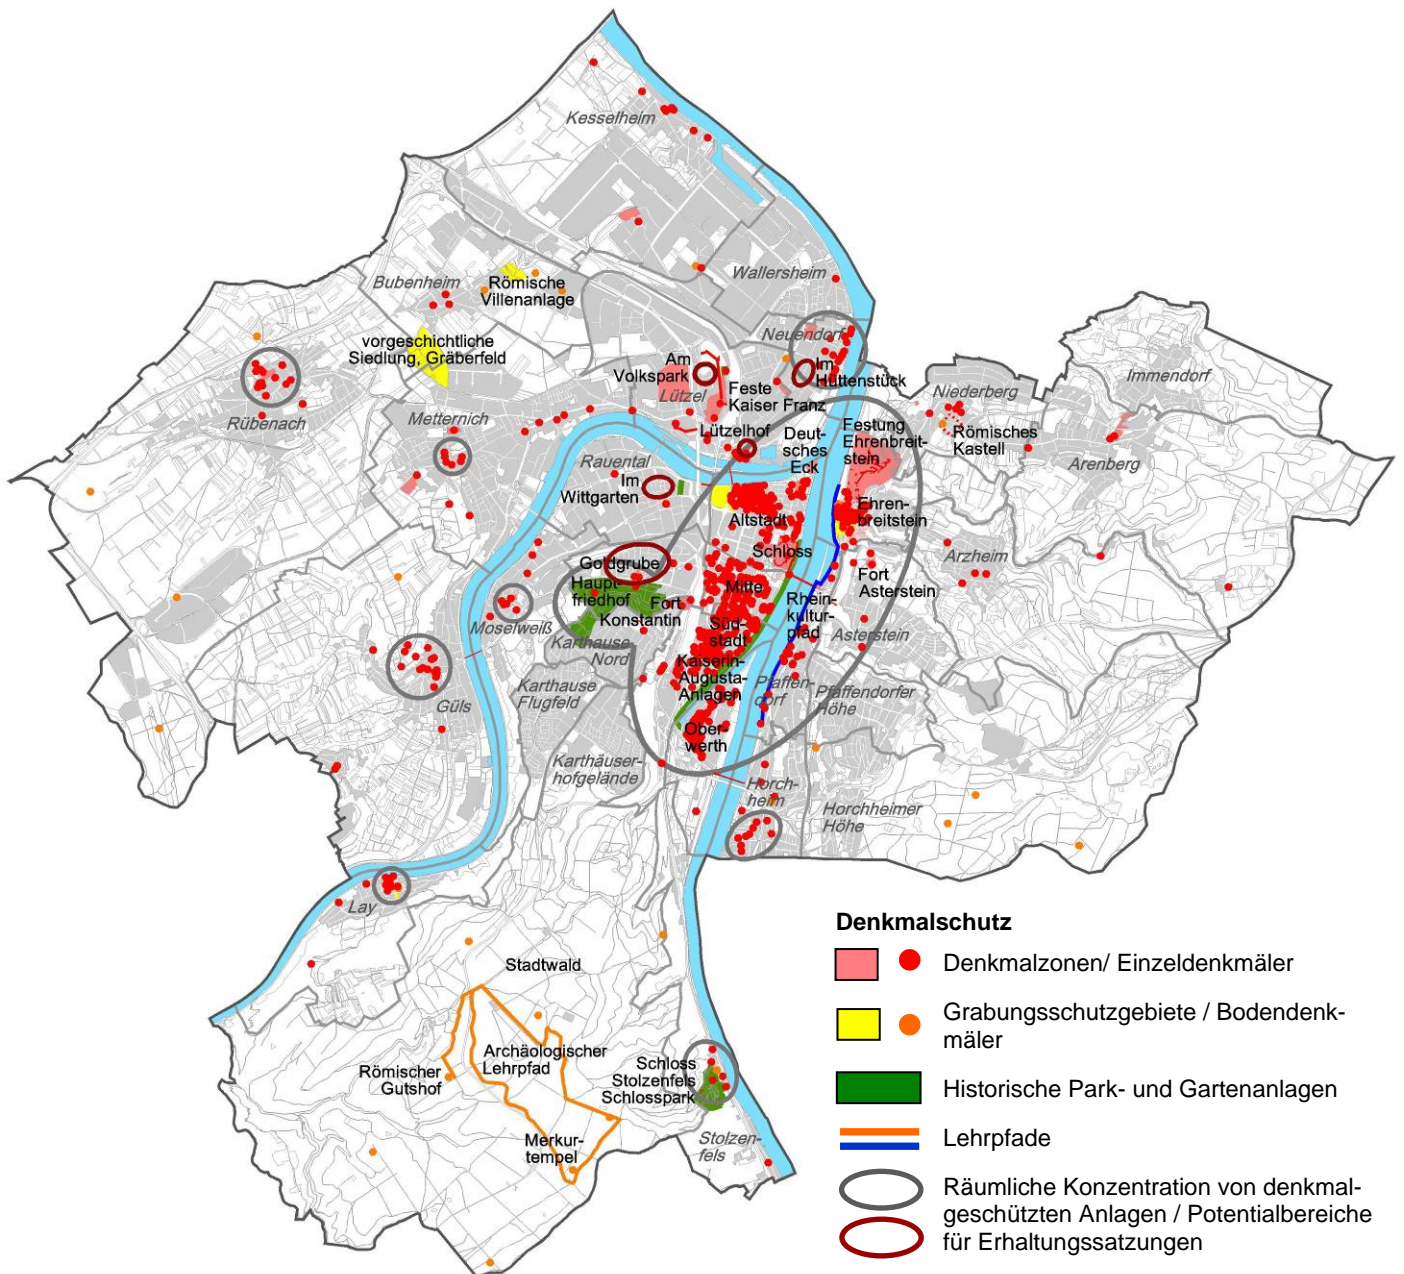 Kesselheim
Wallersheim
Bubenheim
Römische
Villenanlage
Neuendorf
vorgeschichtliche
Siedlung, Gräberfeld
Am
Volkspark
Lützel
Feste
Kaiser Franz
Im
Hüttenstück
Immendorf
Niederberg
Rübenach
Metternich
Lützelhof
Deut-
sches
Eck
Festung
Ehrenbreit-
stein
Römisches
Kastell
Arenberg
Rauental
Im
Wittgarten
Altstadt
Ehren-
breitstein
Schloss
Arzheim
Goldgrube
Haupt-
friedhof
Fort
Konstantin
Mitte
Fort
Asterstein
Rhein-
kultur-
pfad
Moselweiß
Süd-
stadt
Asterstein
Karthause
Nord
Kaiserin-
Augusta-
Anlagen
Pfaffen-
dorf
Pfaffendorfer
Höhe
Karthause
Flugfeld
Güls
Ober-
werth
Karthäuser-
hofgelände
Horch-
heim
Horchheimer
Höhe
Lay
Stadtwald
Archäologischer
Lehrpfad
Römischer
Gutshof
Schloss
Stolzenfels
Schlosspark
Merkur-
tempel
Stolzen-
fels
Denkmalschutz
Denkmalzonen/ Einzeldenkmäler
Grabungsschutzgebiete / Bodendenk-
mäler
Historische Park- und Gartenanlagen
Lehrpfade
Räumliche Konzentration von denkmal-
geschützten Anlagen / Potentialbereiche
für Erhaltungssatzungen